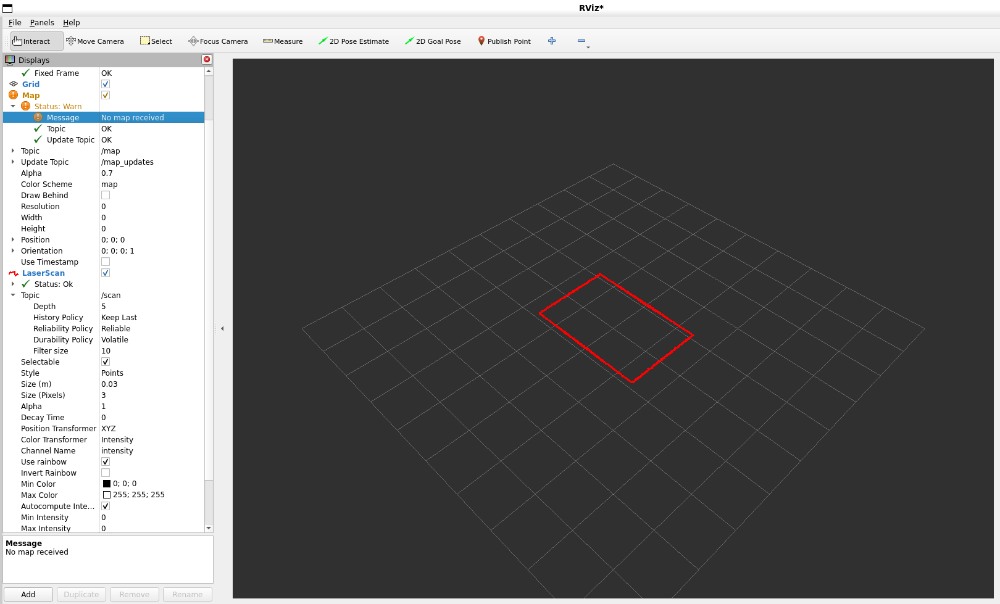 RViz*
File Panels Help
Interact Move Camera Select Focus Camera Measure 2D Pose Estimate 2D Goal Pose Publish Point
Displays
Fixed Frame OK
Grid
Map
Status: Warn
Message No map received
Topic OK
Update Topic OK
Topic /map
Update Topic /map_updates
Alpha 0.7
Color Scheme map
Draw Behind
Resolution 0
Width 0
Height 0
Position 0; 0; 0
Orientation 0; 0; 0; 1
Use Timestamp
LaserScan
Status: Ok
Topic /scan
Depth 5
History Policy Keep Last
Reliability Policy Reliable
Durability Policy Volatile
Filter size 10
Selectable
Style Points
Size (m) 0.03
Size (Pixels) 3
Alpha 1
Decay Time 0
Position Transformer XYZ
Color Transformer Intensity
Channel Name intensity
Use rainbow
Invert Rainbow
Min Color 0; 0; 0
Max Color 255; 255; 255
Autocompute Inte...
Min Intensity 0
Max Intensity 0
Message
No map received
Add Duplicate Remove Rename